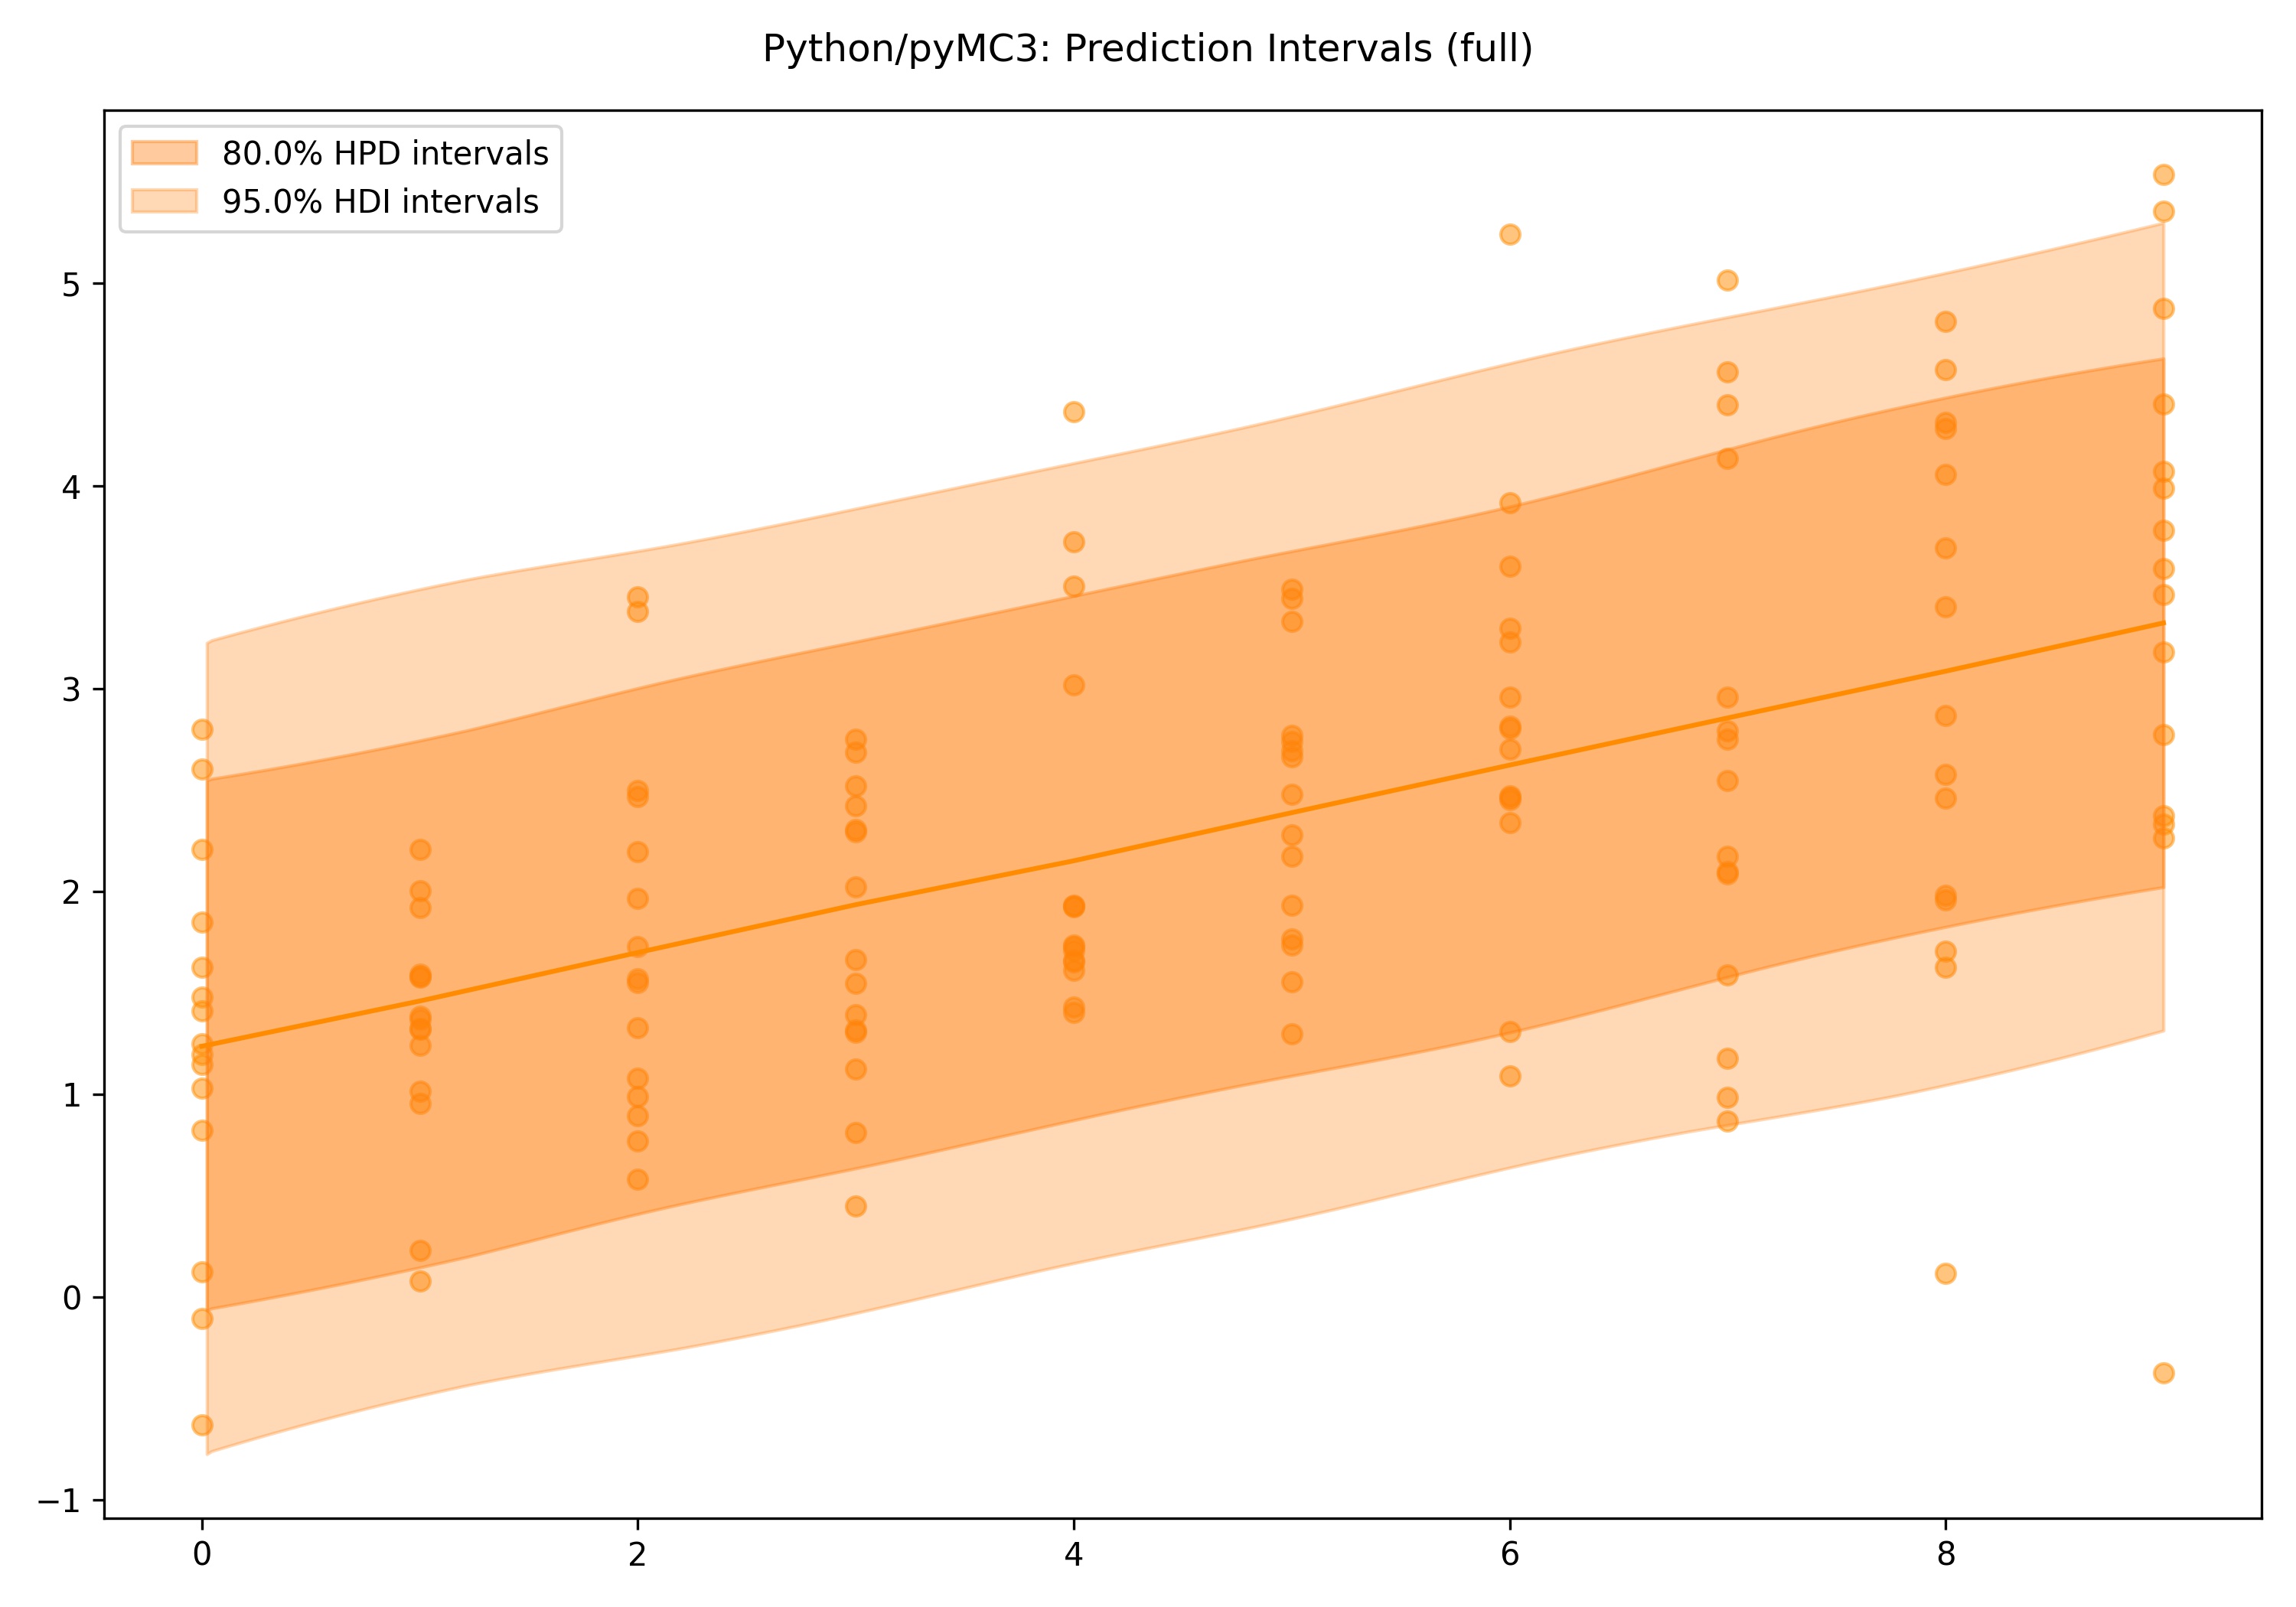 Python/pyMC3: Prediction Intervals (full)
80.0% HPD intervals
95.0% HDI intervals
5
4
3
2
1
0
−1
0 2 4 6 8